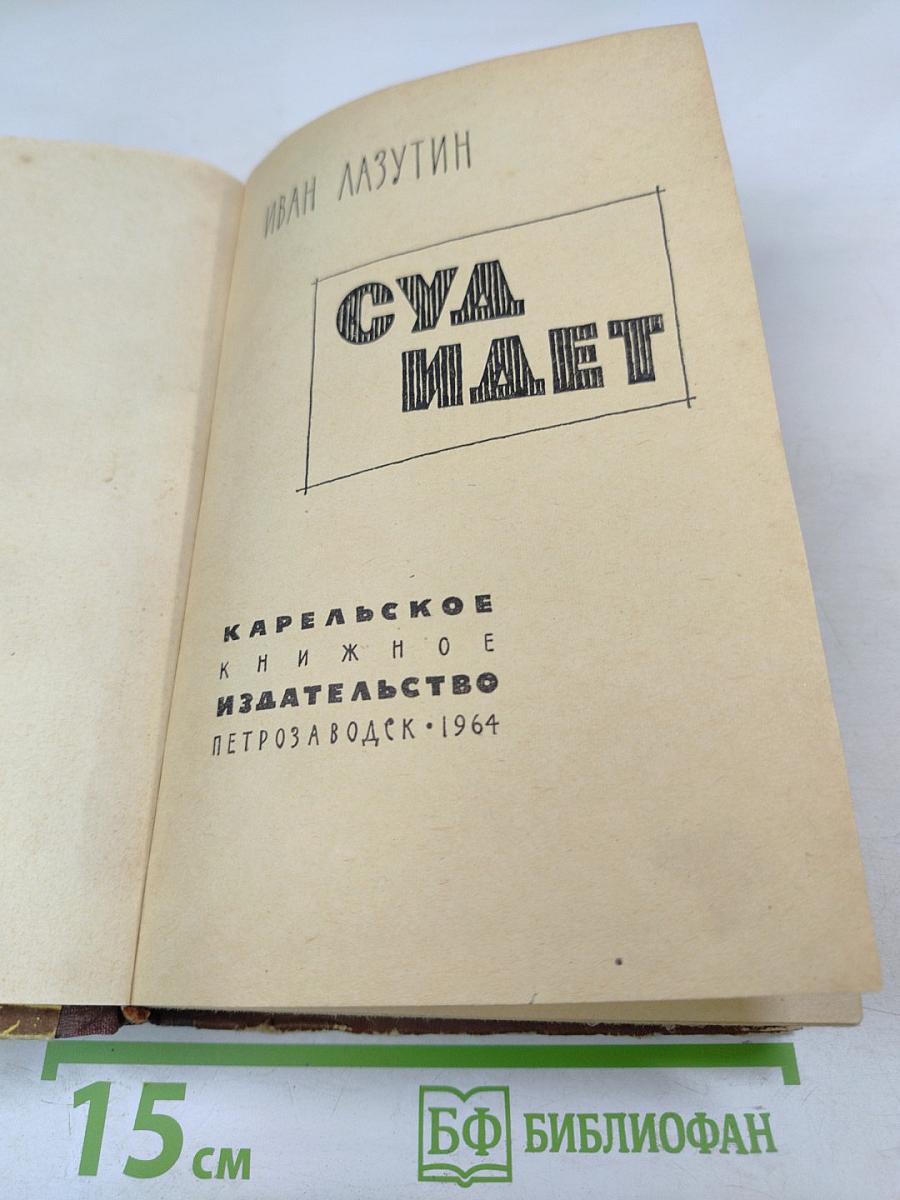 ИВАН ЛАЗУТИН
СУД
ИДЕТ
КАРЕЛЬСКОЕ
КНИЖНОЕ
ИЗДАТЕЛЬСТВО
ПЕТРОЗАВОДСК • 1964
15 см
БФ БИБЛИОФАН